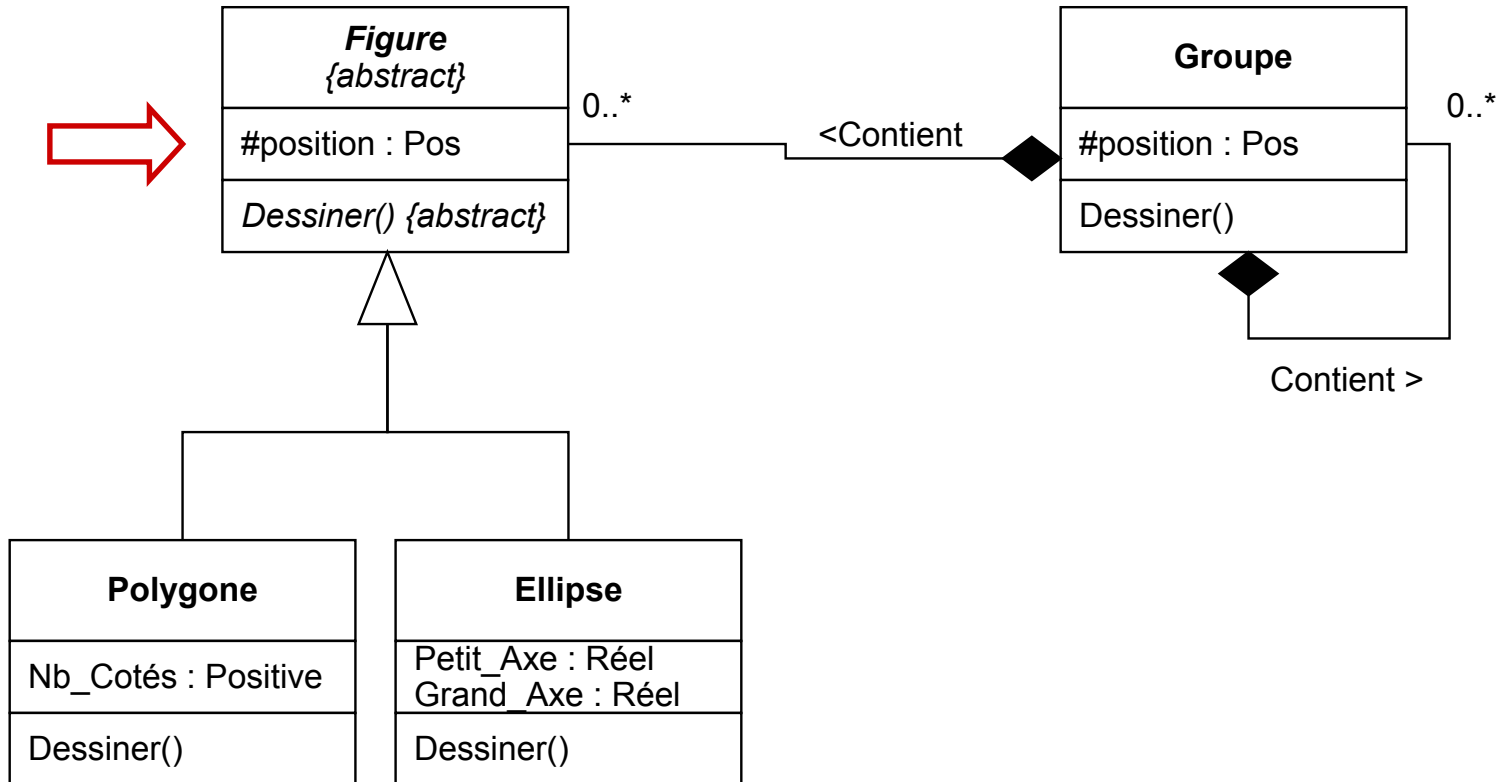 Figure
{abstract}
#position : Pos
Dessiner() {abstract}
0..*
<Contient
Groupe
#position : Pos
Dessiner()
0..*
Contient >
Polygone
Nb_Cotés : Positive
Dessiner()
Ellipse
Petit_Axe : Réel
Grand_Axe : Réel
Dessiner()